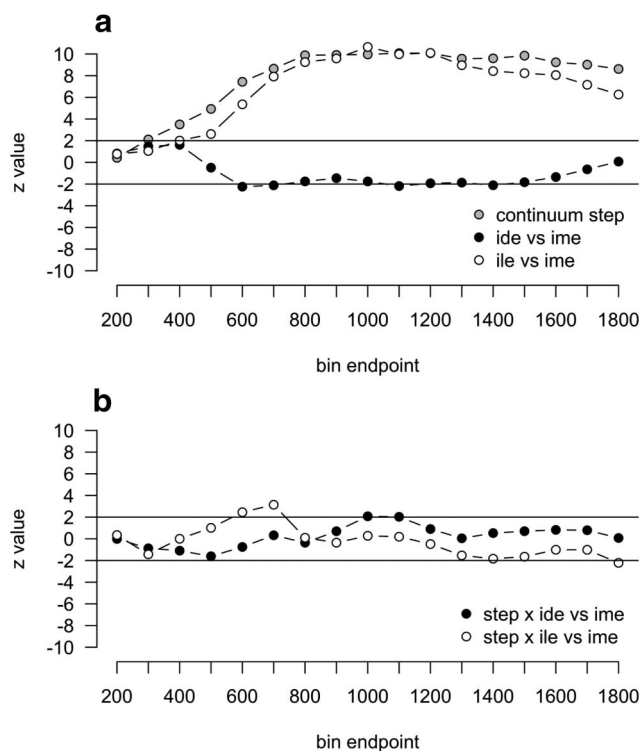 a
z value
10
8
6
4
2
0
-2
-4
-6
-8
-10
continuum step
ide vs ime
ile vs ime
200 400 600 800 1000 1200 1400 1600 1800
bin endpoint
b
z value
10
8
6
4
2
0
-2
-4
-6
-8
-10
step x ide vs ime
step x ile vs ime
200 400 600 800 1000 1200 1400 1600 1800
bin endpoint